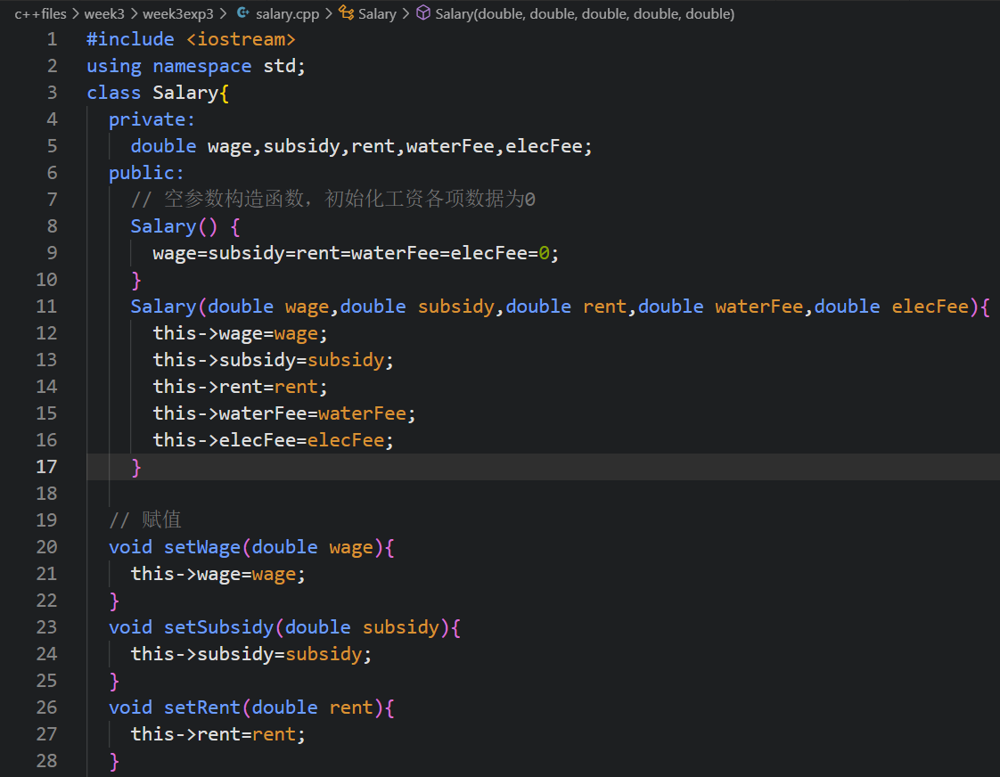 c++files > week3 > week3exp3 > salary.cpp > Salary > Salary(double, double, double, double, double)
1 #include <iostream>
2 using namespace std;
3 class Salary{
4 private:
5 double wage,subsidy,rent,waterFee,elecFee;
6 public:
7 // 空参数构造函数，初始化工资各项数据为0
8 Salary() {
9 wage=subsidy=rent=waterFee=elecFee=0;
10 }
11 Salary(double wage,double subsidy,double rent,double waterFee,double elecFee){
12 this->wage=wage;
13 this->subsidy=subsidy;
14 this->rent=rent;
15 this->waterFee=waterFee;
16 this->elecFee=elecFee;
17 }
18
19 // 赋值
20 void setWage(double wage){
21 this->wage=wage;
22 }
23 void setSubsidy(double subsidy){
24 this->subsidy=subsidy;
25 }
26 void setRent(double rent){
27 this->rent=rent;
28 }